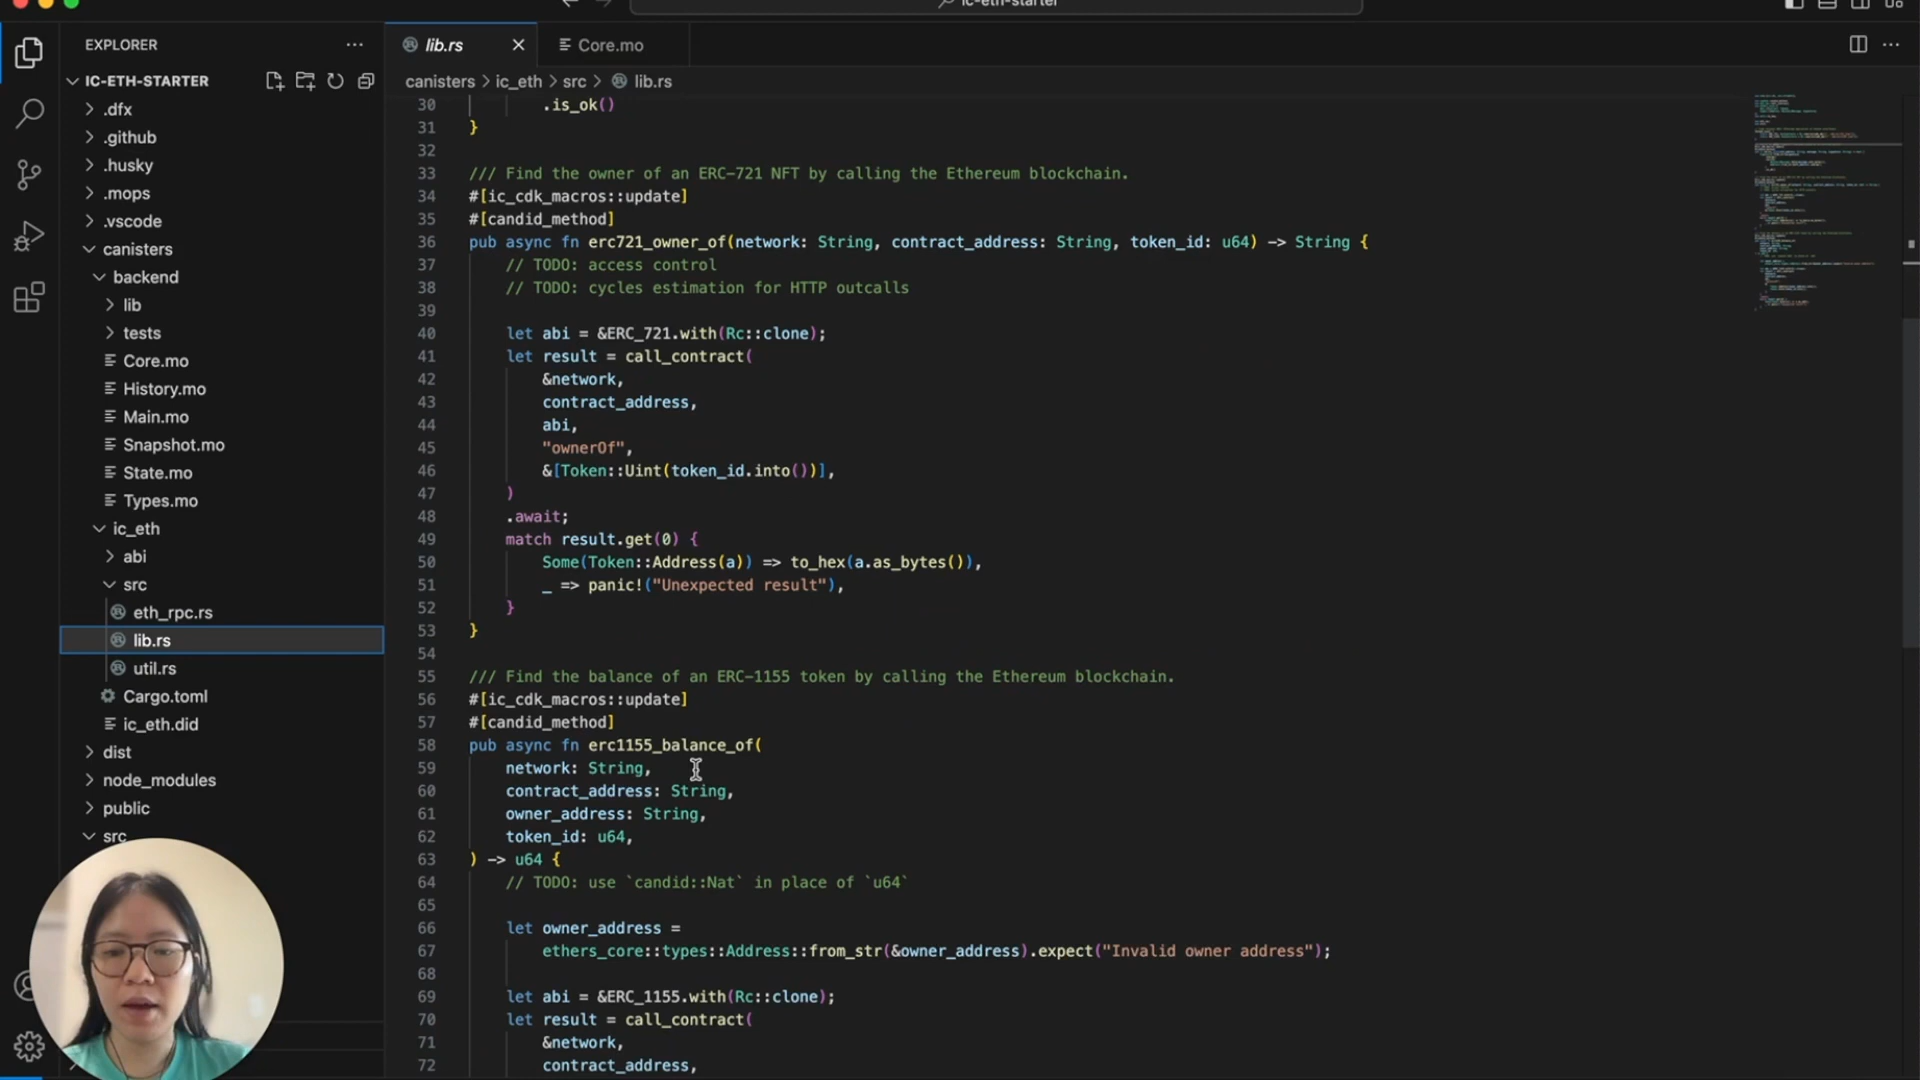 ic-eth-starter
EXPLORER
IC-ETH-STARTER
.dfx
.github
.husky
.mops
.vscode
canisters
backend
lib
tests
Core.mo
History.mo
Main.mo
Snapshot.mo
State.mo
Types.mo
ic_eth
abi
src
eth_rpc.rs
lib.rs
util.rs
Cargo.toml
ic_eth.did
dist
node_modules
public
src
lib.rs
Core.mo
canisters > ic_eth > src > lib.rs
30 .is_ok()
31 }
32
33 /// Find the owner of an ERC-721 NFT by calling the Ethereum blockchain.
34 #[ic_cdk_macros::update]
35 #[candid_method]
36 pub async fn erc721_owner_of(network: String, contract_address: String, token_id: u64) -> String {
37 // TODO: access control
38 // TODO: cycles estimation for HTTP outcalls
39
40 let abi = &ERC_721.with(Rc::clone);
41 let result = call_contract(
42 &network,
43 contract_address,
44 abi,
45 "ownerOf",
46 &[Token::Uint(token_id.into())],
47 )
48 .await;
49 match result.get(0) {
50 Some(Token::Address(a)) => to_hex(a.as_bytes()),
51 _ => panic!("Unexpected result"),
52 }
53 }
54
55 /// Find the balance of an ERC-1155 token by calling the Ethereum blockchain.
56 #[ic_cdk_macros::update]
57 #[candid_method]
58 pub async fn erc1155_balance_of(
59 network: String,
60 contract_address: String,
61 owner_address: String,
62 token_id: u64,
63 ) -> u64 {
64 // TODO: use `candid::Nat` in place of `u64`
65
66 let owner_address =
67 ethers_core::types::Address::from_str(&owner_address).expect("Invalid owner address");
68
69 let abi = &ERC_1155.with(Rc::clone);
70 let result = call_contract(
71 &network,
72 contract_address,